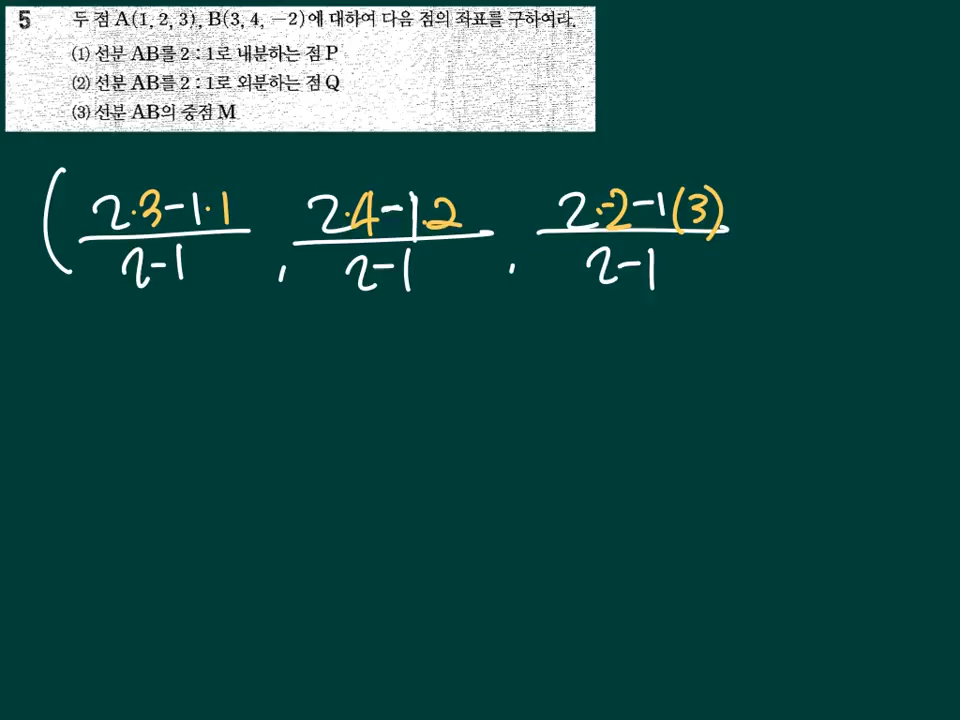 5 두 점 A(1, 2, 3), B(3, 4, −2)에 대하여 다음 점의 좌표를 구하여라.
(1) 선분 AB를 2 : 1로 내분하는 점 P
(2) 선분 AB를 2 : 1로 외분하는 점 Q
(3) 선분 AB의 중점 M
( 2·3−1·1 2·4−1·2 2·−2−1(3)
2−1 , 2−1 , 2−1